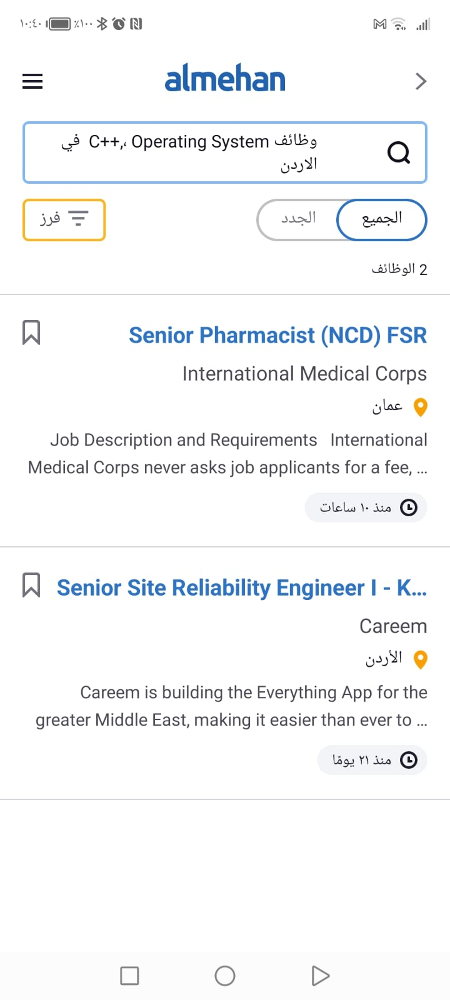 ١٠:٤٠ ٪١٠٠
almehan
وظائف C++,، Operating System في
الاردن
الجميع الجدد فرز
2 الوظائف
Senior Pharmacist (NCD) FSR
International Medical Corps
عمان
Job Description and Requirements International
Medical Corps never asks job applicants for a fee, ...
منذ ١٠ ساعات
Senior Site Reliability Engineer I - K...
Careem
الأردن
Careem is building the Everything App for the
greater Middle East, making it easier than ever to ...
منذ ٢١ يومًا